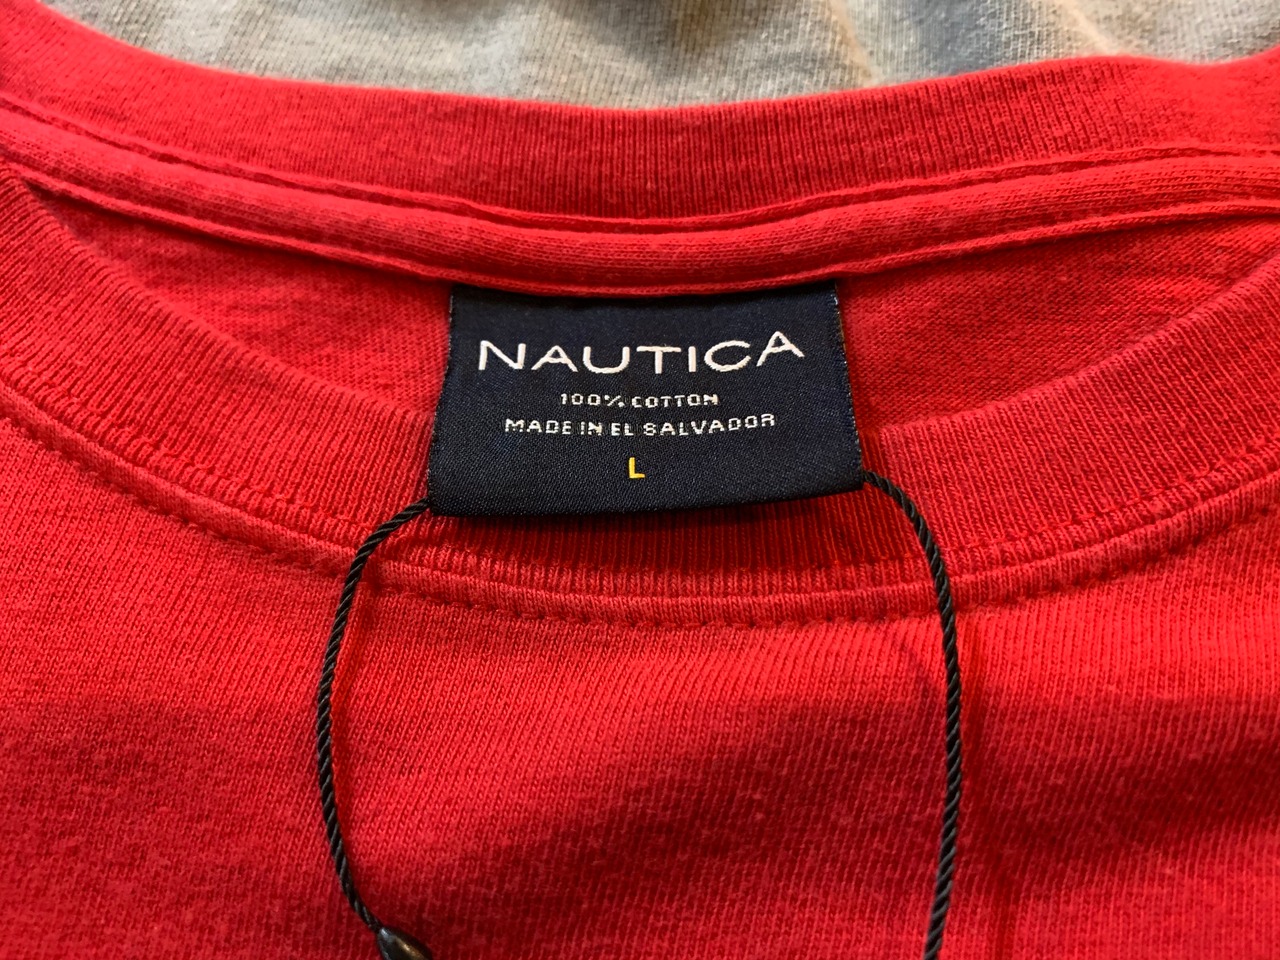 NAUTICA
100% COTTON
MADE IN EL SALVADOR
L